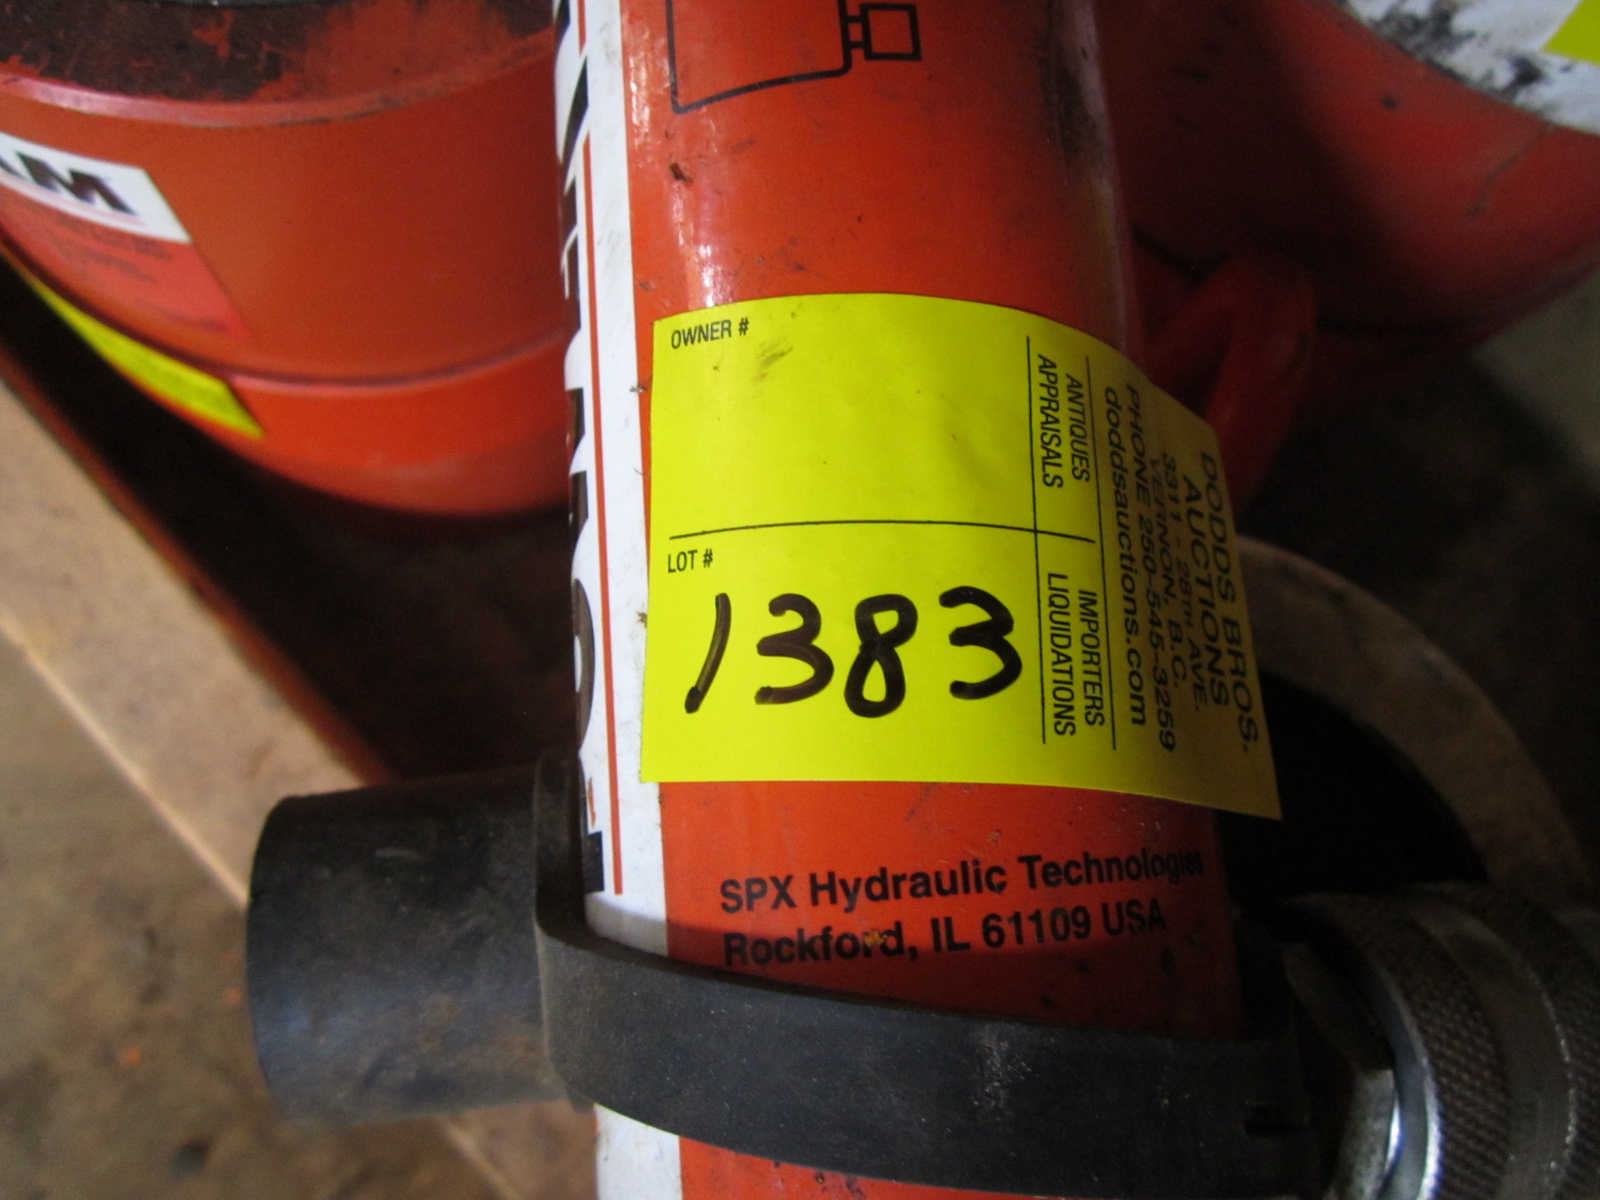 OWNER #
ANTIQUES
APPRAISALS
LOT #
1383
IMPORTERS
LIQUIDATIONS
DODDS BROS.
AUCTIONS
3311 - 28TH AVE.
VERNON, B.C.
PHONE 250-545-3259
doddsauctions.com
SPX Hydraulic Technologies
Rockford, IL 61109 USA